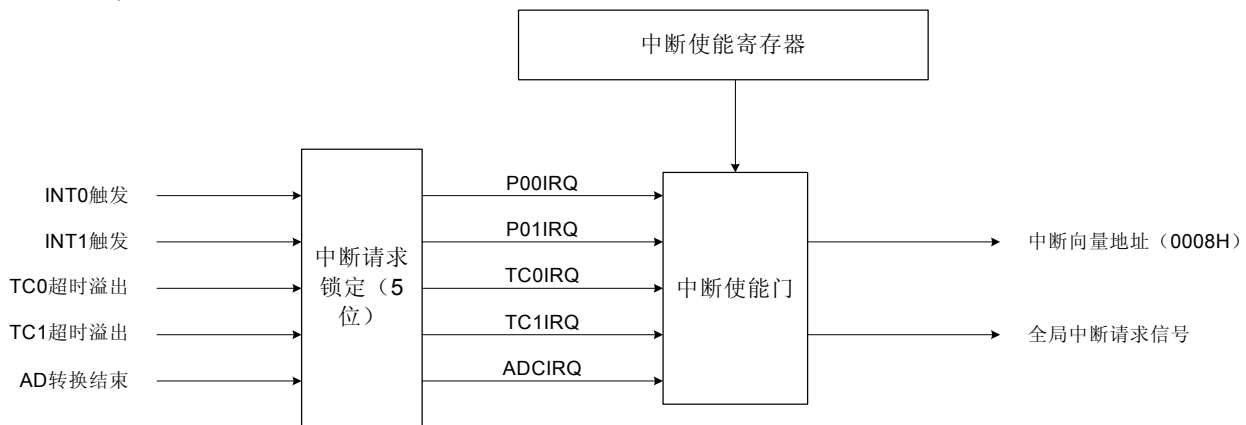 中断使能寄存器
INT0触发
INT1触发
TC0超时溢出
TC1超时溢出
AD转换结束
中断请求
锁定（5
位）
P00IRQ
P01IRQ
TC0IRQ
TC1IRQ
ADCIRQ
中断使能门
中断向量地址（0008H）
全局中断请求信号